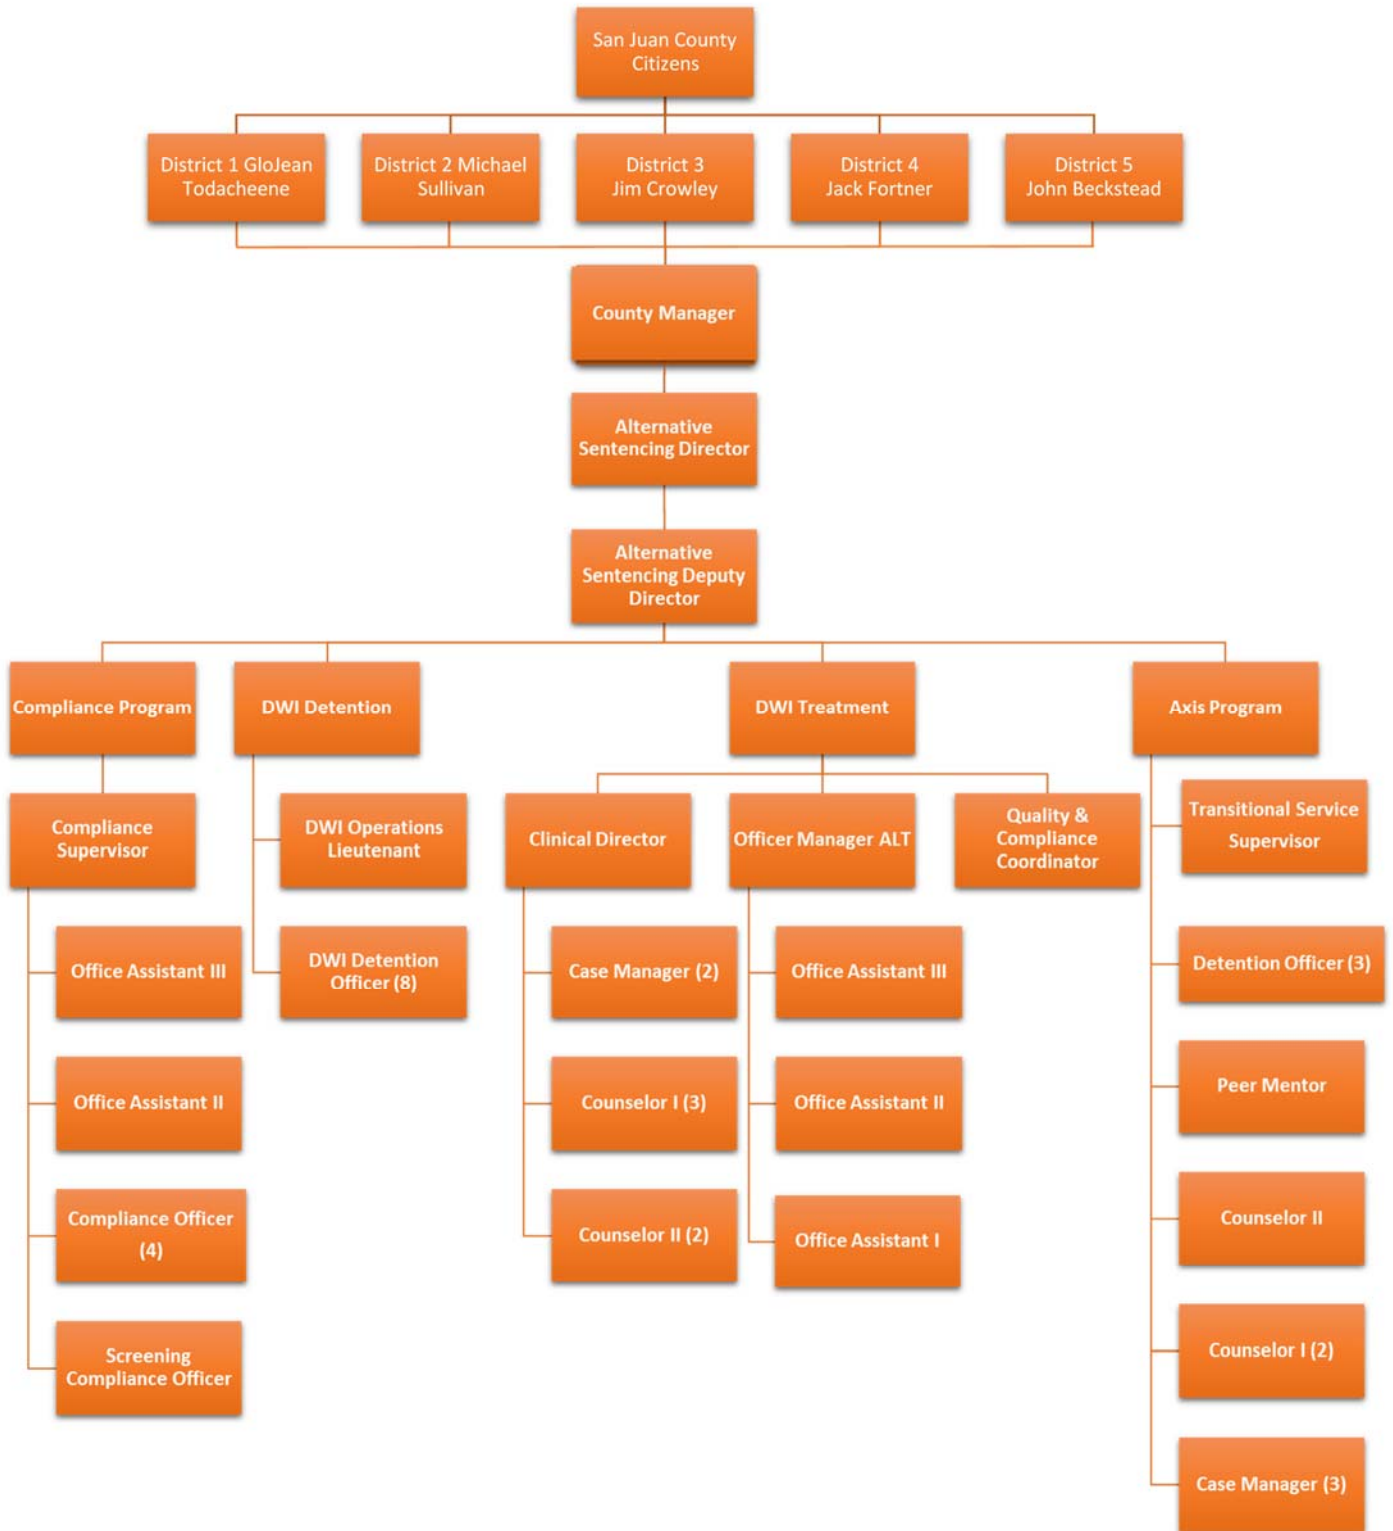 San Juan County
Citizens
District 1 GloJean
Todacheene
District 2 Michael
Sullivan
District 3
Jim Crowley
District 4
Jack Fortner
District 5
John Beckstead
County Manager
Alternative
Sentencing Director
Alternative
Sentencing Deputy
Director
Compliance Program
DWI Detention
DWI Treatment
Axis Program
Compliance
Supervisor
Office Assistant III
Office Assistant II
Compliance Officer
(4)
Screening
Compliance Officer
DWI Operations
Lieutenant
DWI Detention
Officer (8)
Clinical Director
Case Manager (2)
Counselor I (3)
Counselor II (2)
Officer Manager ALT
Office Assistant III
Office Assistant II
Office Assistant I
Quality &
Compliance
Coordinator
Transitional Service
Supervisor
Detention Officer (3)
Peer Mentor
Counselor II
Counselor I (2)
Case Manager (3)